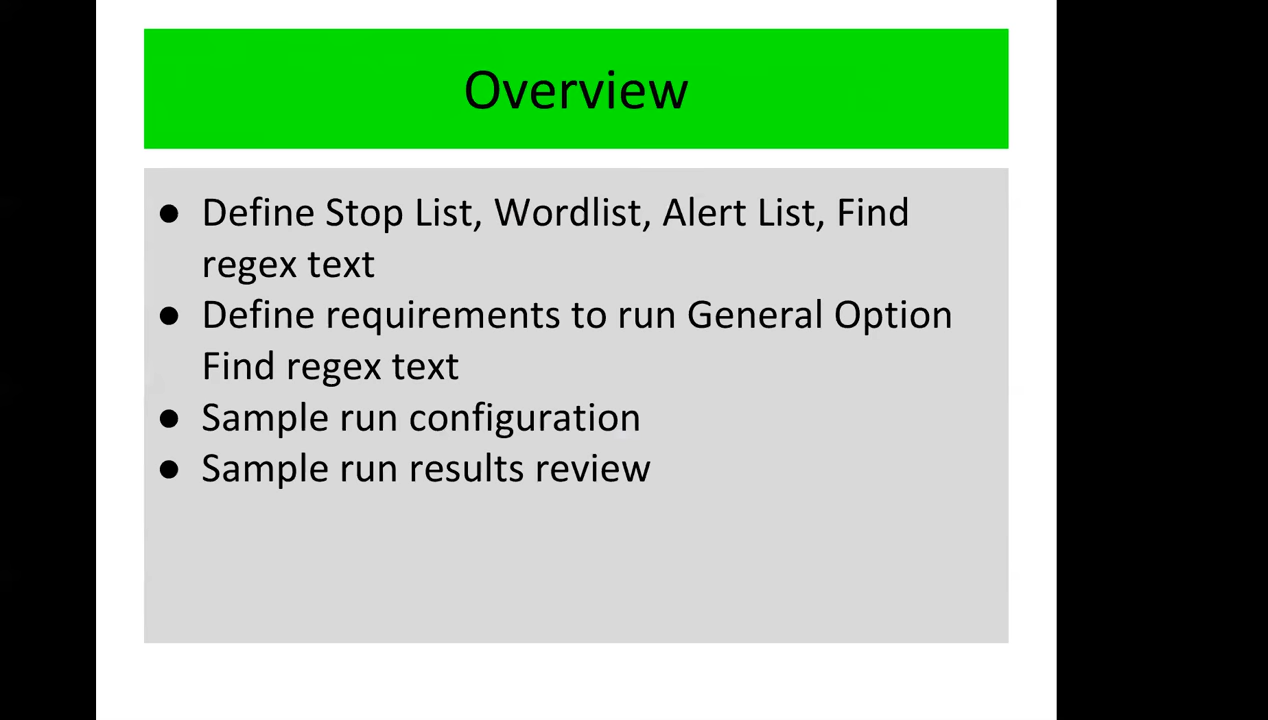 Overview
● Define Stop List, Wordlist, Alert List, Find
regex text
● Define requirements to run General Option
Find regex text
● Sample run configuration
● Sample run results review